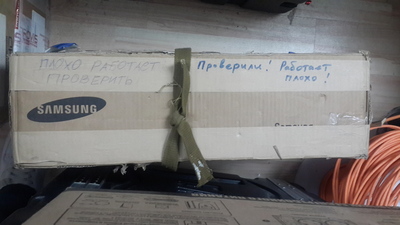 ПЛОХО РАБОТАЕТ
ПРОВЕРИТЬ
Проверили! Работает
плохо!
SAMSUNG